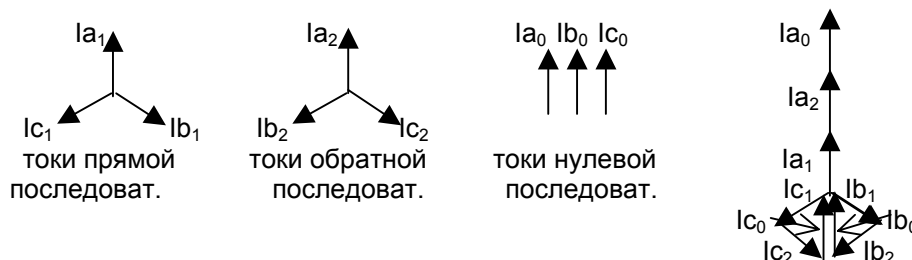 Ia₁
Ic₁ Ib₁
токи прямой
последоват.
Ia₂
Ib₂ Ic₂
токи обратной
последоват.
Ia₀ Ib₀ Ic₀
токи нулевой
последоват.
Ia₀
Ia₂
Ia₁
Ic₁ Ib₁
Ic₀ Ib₀
Ic₂ Ib₂